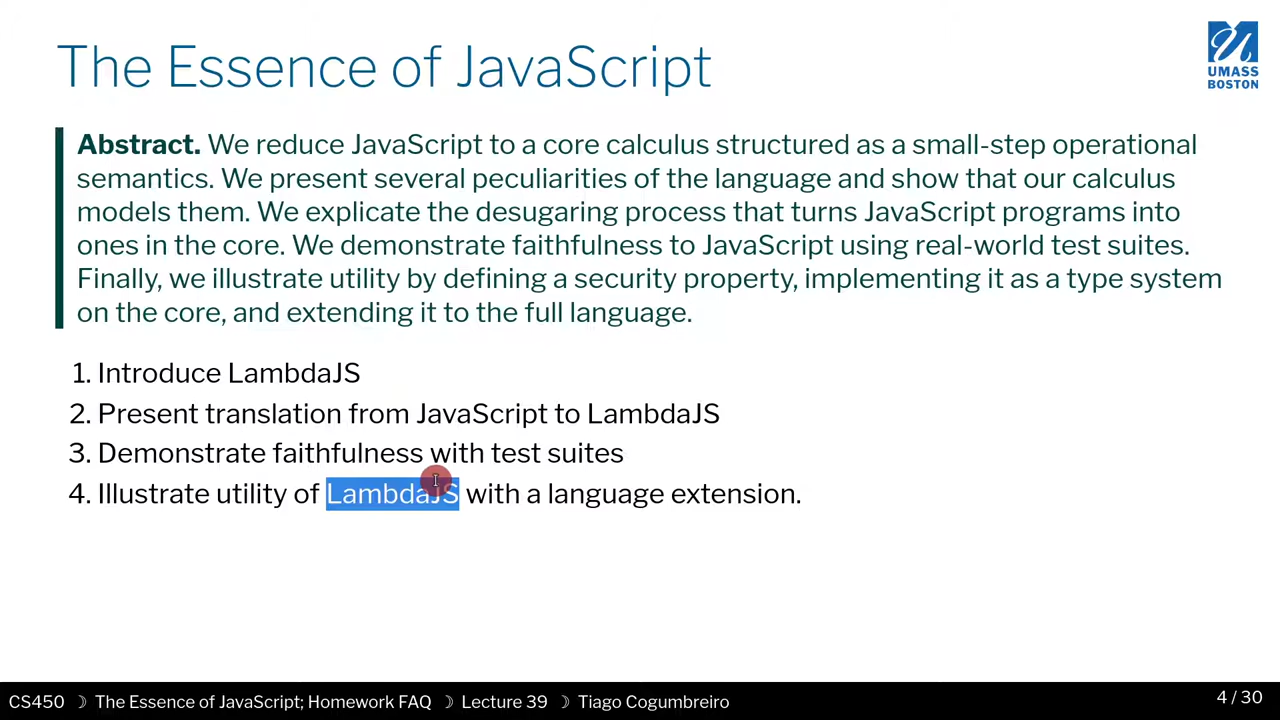 The Essence of JavaScript
UMASS
BOSTON
Abstract. We reduce JavaScript to a core calculus structured as a small-step operational
semantics. We present several peculiarities of the language and show that our calculus
models them. We explicate the desugaring process that turns JavaScript programs into
ones in the core. We demonstrate faithfulness to JavaScript using real-world test suites.
Finally, we illustrate utility by defining a security property, implementing it as a type system
on the core, and extending it to the full language.
1. Introduce LambdaJS
2. Present translation from JavaScript to LambdaJS
3. Demonstrate faithfulness with test suites
4. Illustrate utility of LambdaJS with a language extension.
CS450 ☽ The Essence of JavaScript; Homework FAQ ☽ Lecture 39 ☽ Tiago Cogumbreiro
4 / 30